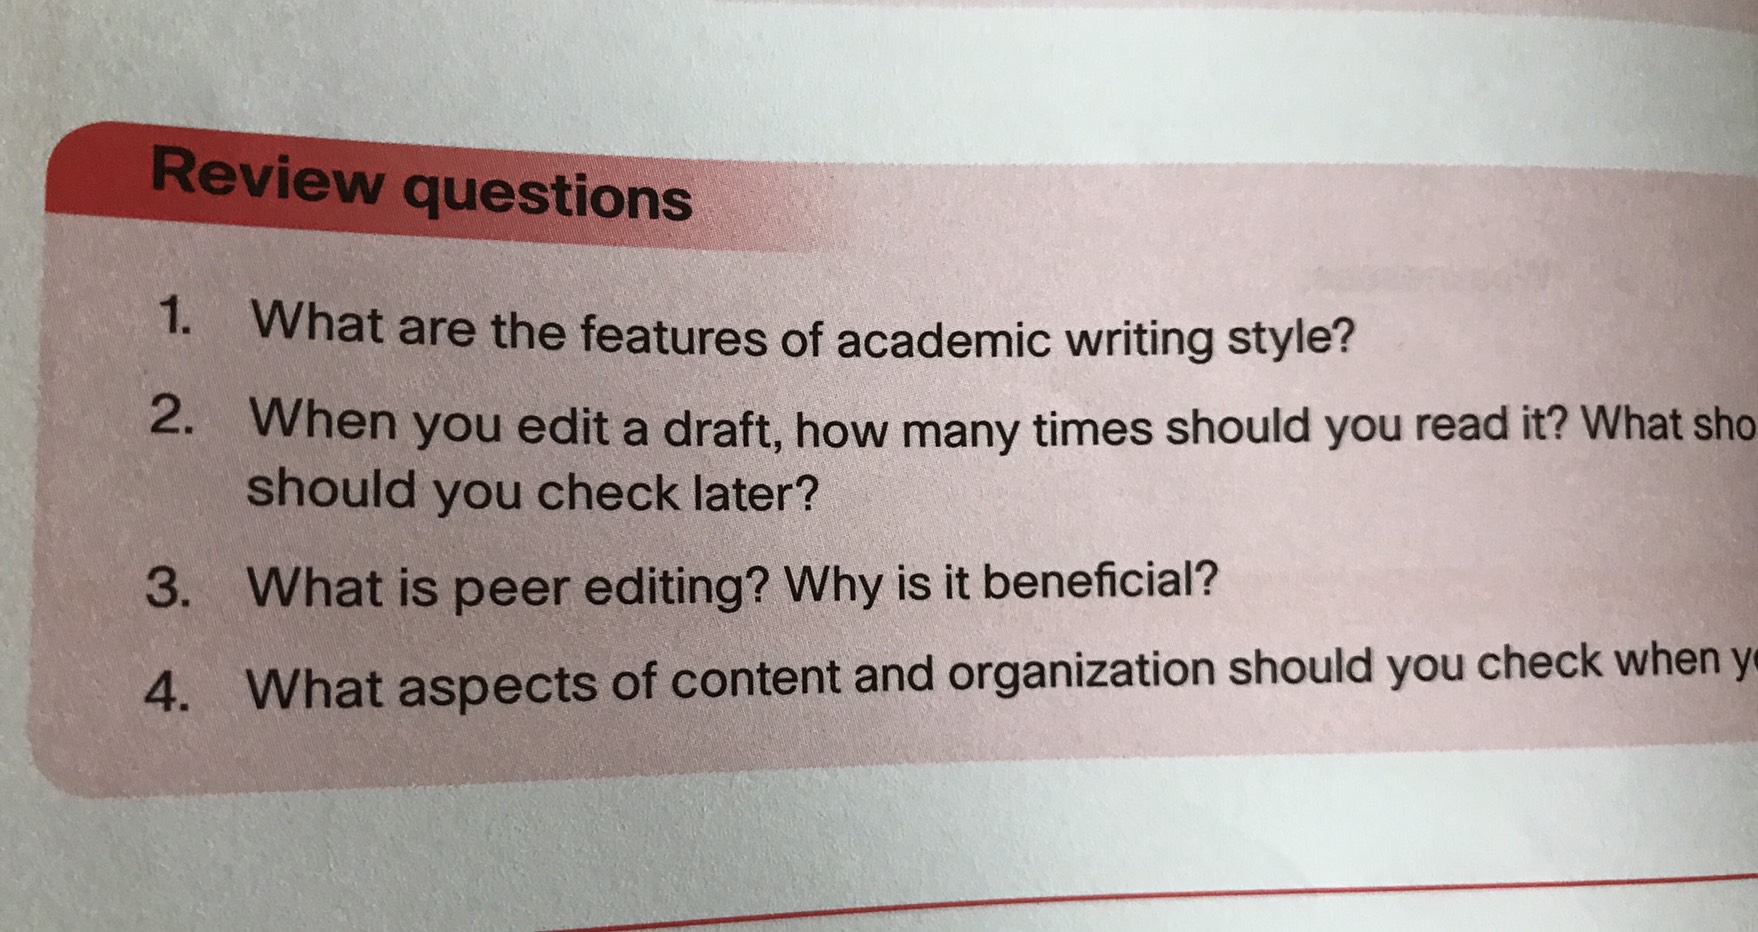 Review questions
1. What are the features of academic writing style?
2. When you edit a draft, how many times should you read it? What sho
should you check later?
3. What is peer editing? Why is it beneficial?
4. What aspects of content and organization should you check when y